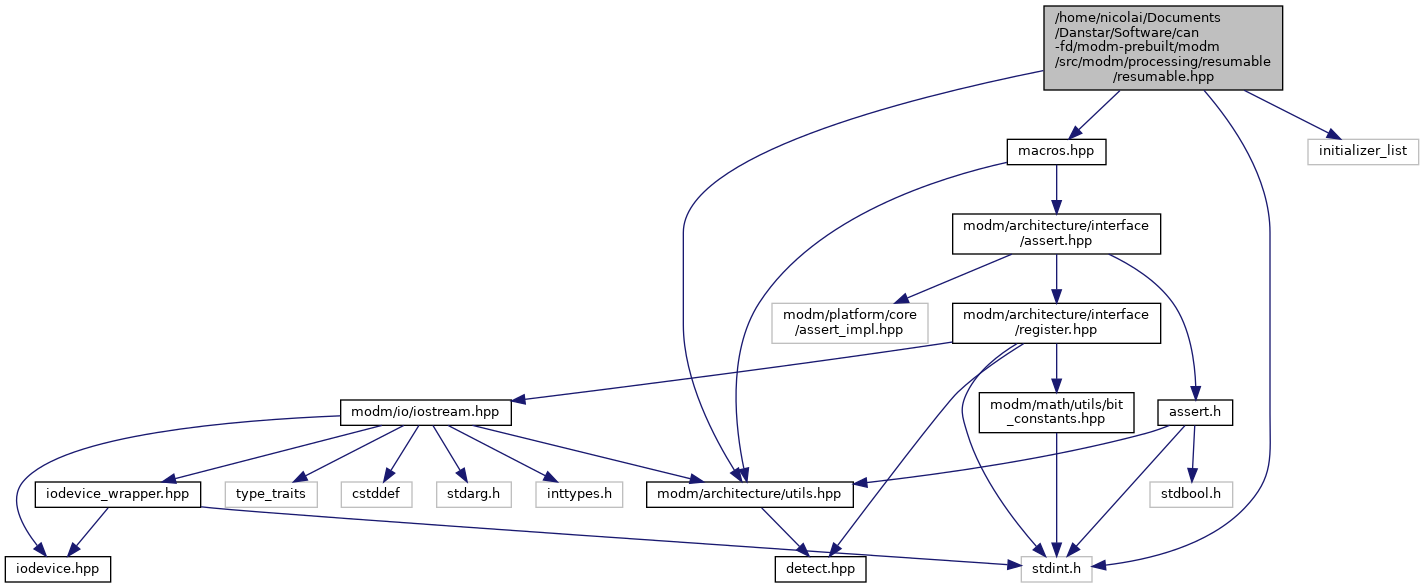 /home/nicolai/Documents
/Danstar/Software/can
-fd/modm-prebuilt/modm
/src/modm/processing/resumable
/resumable.hpp
macros.hpp
initializer_list
modm/architecture/interface
/assert.hpp
modm/platform/core
/assert_impl.hpp
modm/architecture/interface
/register.hpp
modm/io/iostream.hpp
modm/math/utils/bit
_constants.hpp
assert.h
iodevice_wrapper.hpp
type_traits
cstddef
stdarg.h
inttypes.h
modm/architecture/utils.hpp
stdbool.h
iodevice.hpp
detect.hpp
stdint.h